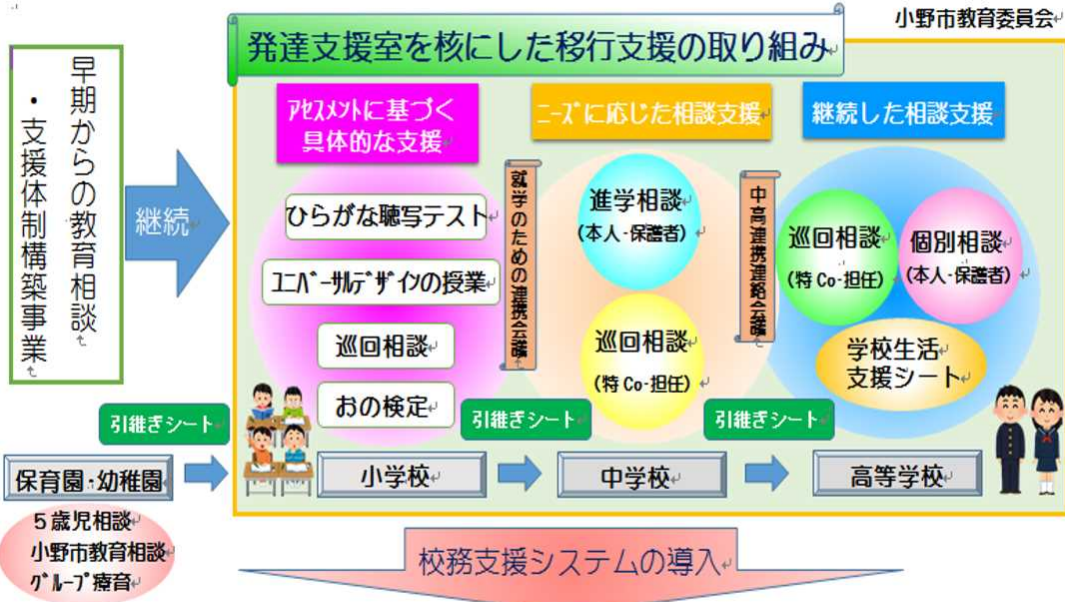 小野市教育委員会
発達支援室を核にした移行支援の取り組み
早期からの教育相談
・支援体制構築事業
継続
ｱｾｽﾒﾝﾄに基づく
具体的な支援
ﾆｰｽﾞに応じた相談支援
継続した相談支援
ひらがな聴写テスト
ﾕﾆﾊﾞｰｻﾙﾃﾞｻﾞｲﾝの授業
巡回相談
おの検定
就学のための連携会議
進学相談
(本人・保護者)
巡回相談
(特Co・担任)
中高連携連絡会議
巡回相談
(特Co・担任)
個別相談
(本人・保護者)
学校生活
支援シート
引継ぎシート
引継ぎシート
引継ぎシート
保育園・幼稚園
小学校
中学校
高等学校
５歳児相談
小野市教育相談
ｸﾞﾙｰﾌﾟ療育
校務支援システムの導入